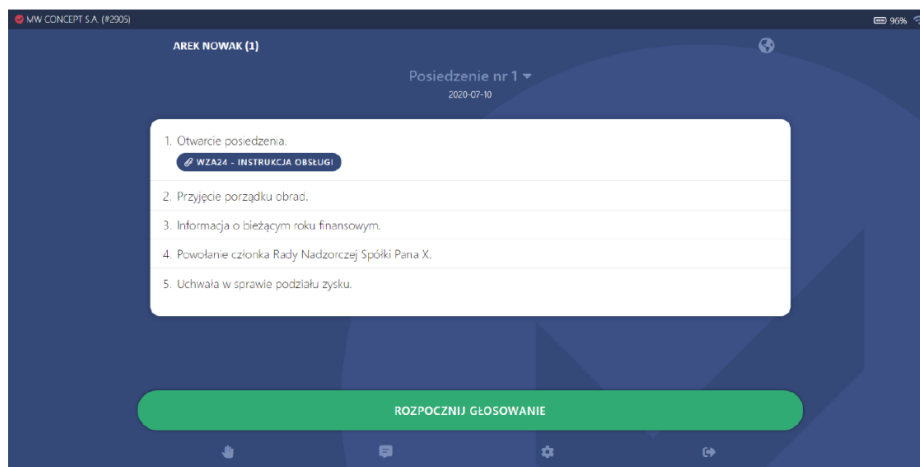 MW CONCEPT S.A. (#2905)
96%
AREK NOWAK (1)
Posiedzenie nr 1
2020-07-10
1. Otwarcie posiedzenia.
WZA24 - INSTRUKCJA OBSŁUGI
2. Przyjęcie porządku obrad.
3. Informacja o bieżącym roku finansowym.
4. Powołanie członka Rady Nadzorczej Spółki Pana X.
5. Uchwała w sprawie podziału zysku.
ROZPOCZNIJ GŁOSOWANIE